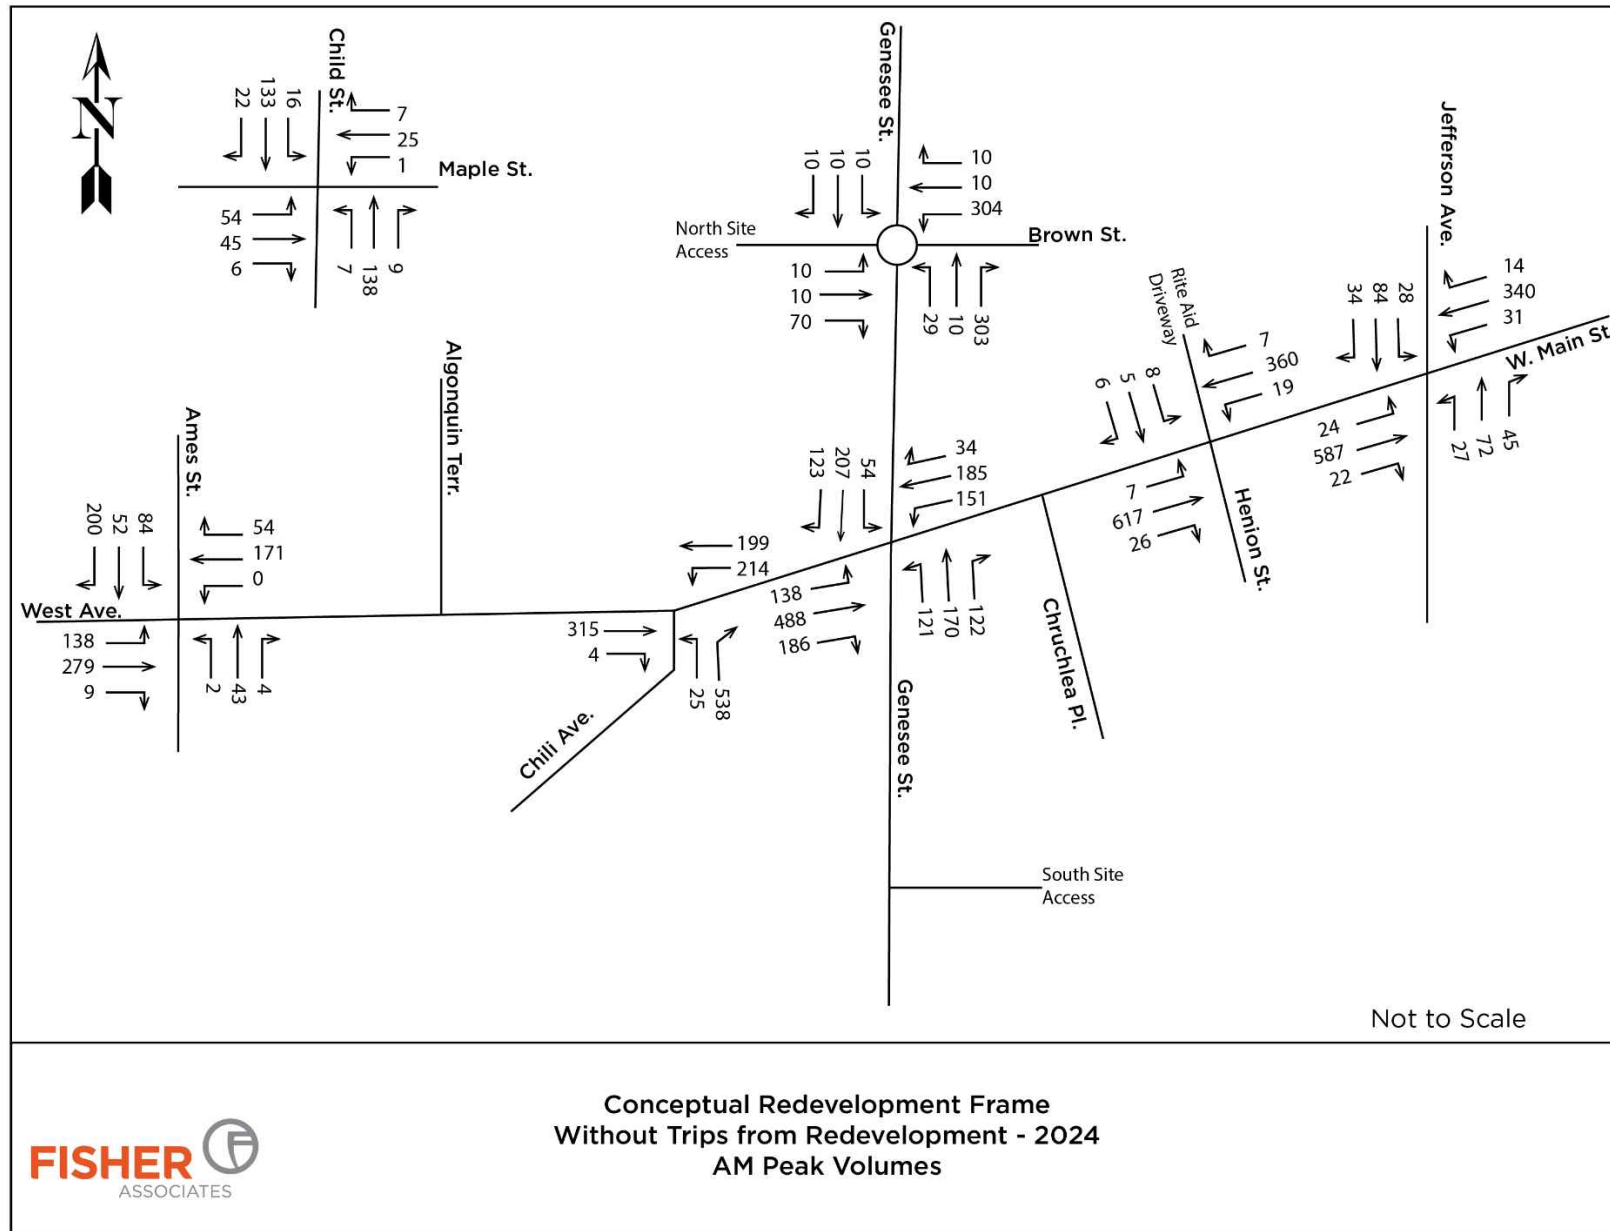 N
Child St.
22
133
16
7
25
1
Maple St.
54
45
6
7
138
9
Genesee St.
10
10
10
10
10
304
North Site
Access
Brown St.
10
10
70
29
10
303
Jefferson Ave.
34
84
28
14
340
31
W. Main St
24
587
22
27
72
45
Rite Aid
Driveway
6
5
8
7
360
19
7
617
26
Henion St.
Algonquin Terr.
Ames St.
200
52
84
54
171
0
West Ave.
138
279
9
2
43
4
199
214
315
4
25
538
Chili Ave.
123
207
54
34
185
151
138
488
186
121
170
122
Genesee St.
Chruchlea Pl.
South Site
Access
Not to Scale
Conceptual Redevelopment Frame
Without Trips from Redevelopment - 2024
AM Peak Volumes
FISHER
ASSOCIATES